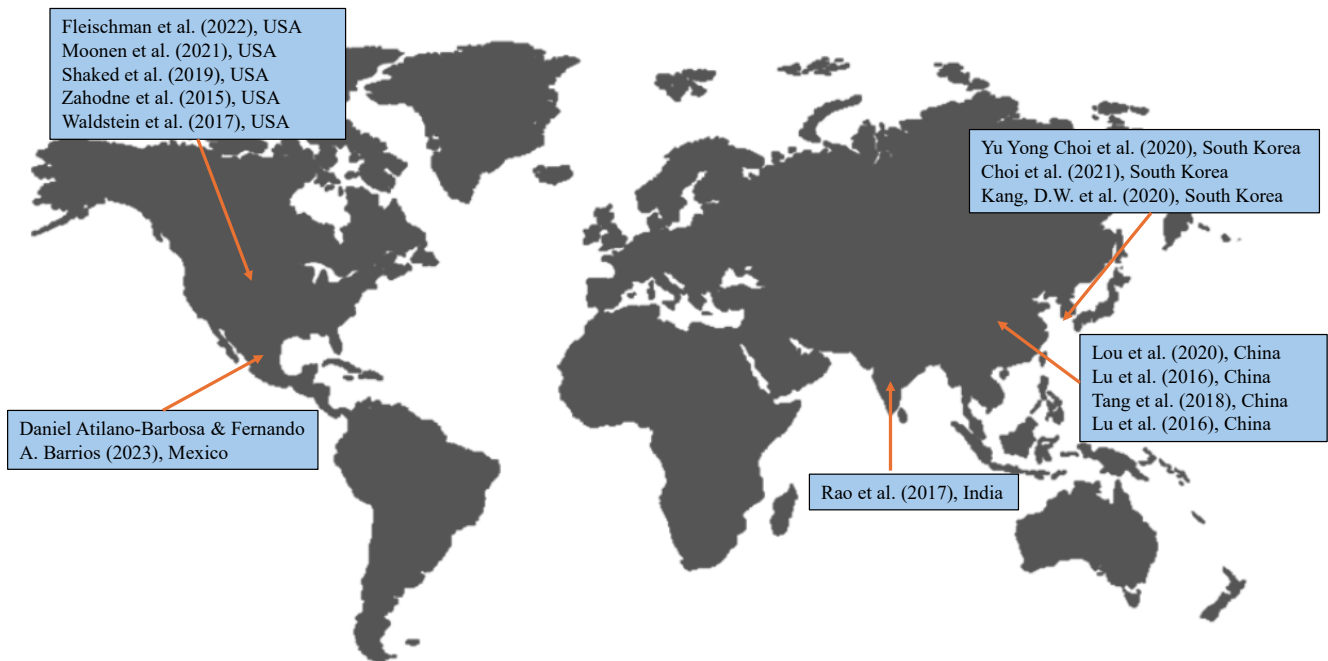 Fleischman et al. (2022), USA
Moonen et al. (2021), USA
Shaked et al. (2019), USA
Zahodne et al. (2015), USA
Waldstein et al. (2017), USA
Yu Yong Choi et al. (2020), South Korea
Choi et al. (2021), South Korea
Kang, D.W. et al. (2020), South Korea
Lou et al. (2020), China
Lu et al. (2016), China
Tang et al. (2018), China
Lu et al. (2016), China
Daniel Atilano-Barbosa & Fernando
A. Barrios (2023), Mexico
Rao et al. (2017), India